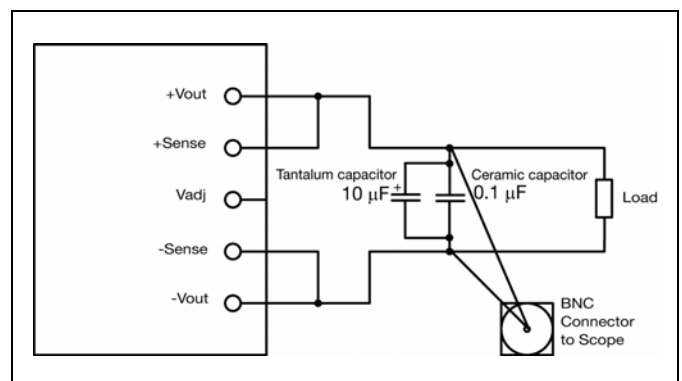 +Vout
+Sense
Vadj
-Sense
-Vout
Tantalum capacitor
10 µF
+
Ceramic capacitor
0.1 µF
Load
BNC
Connector
to Scope